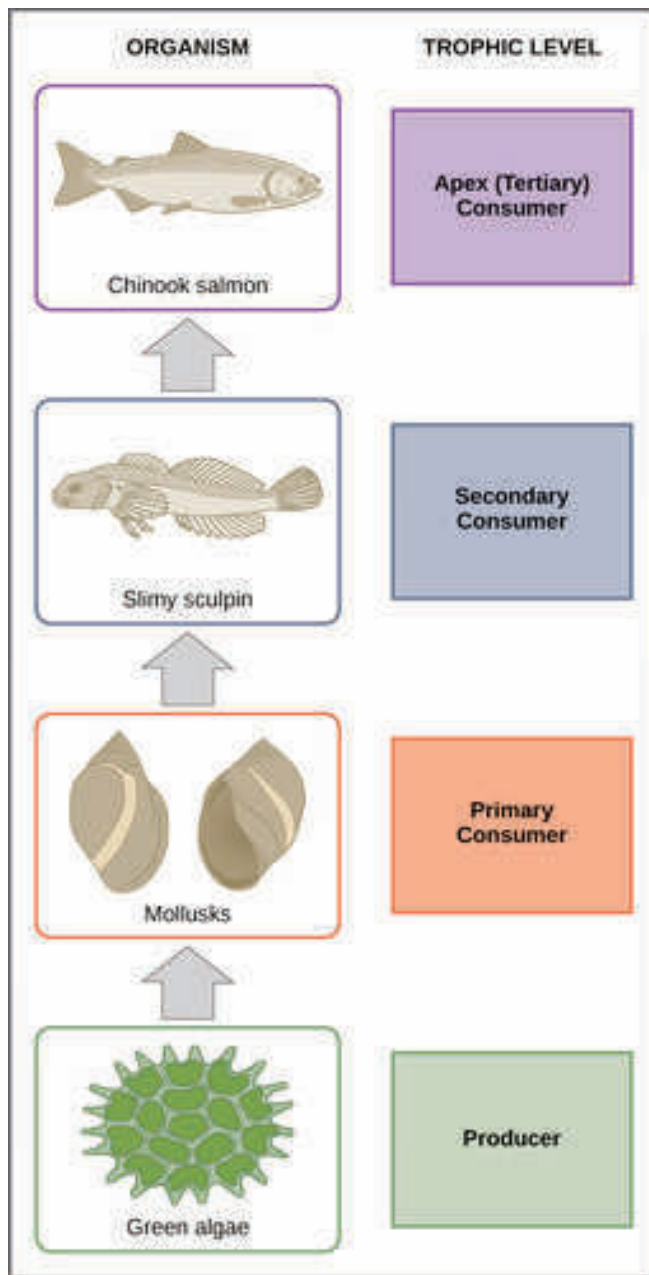 ORGANISM
TROPHIC LEVEL
Chinook salmon
Apex (Tertiary)
Consumer
Slimy sculpin
Secondary
Consumer
Mollusks
Primary
Consumer
Green algae
Producer